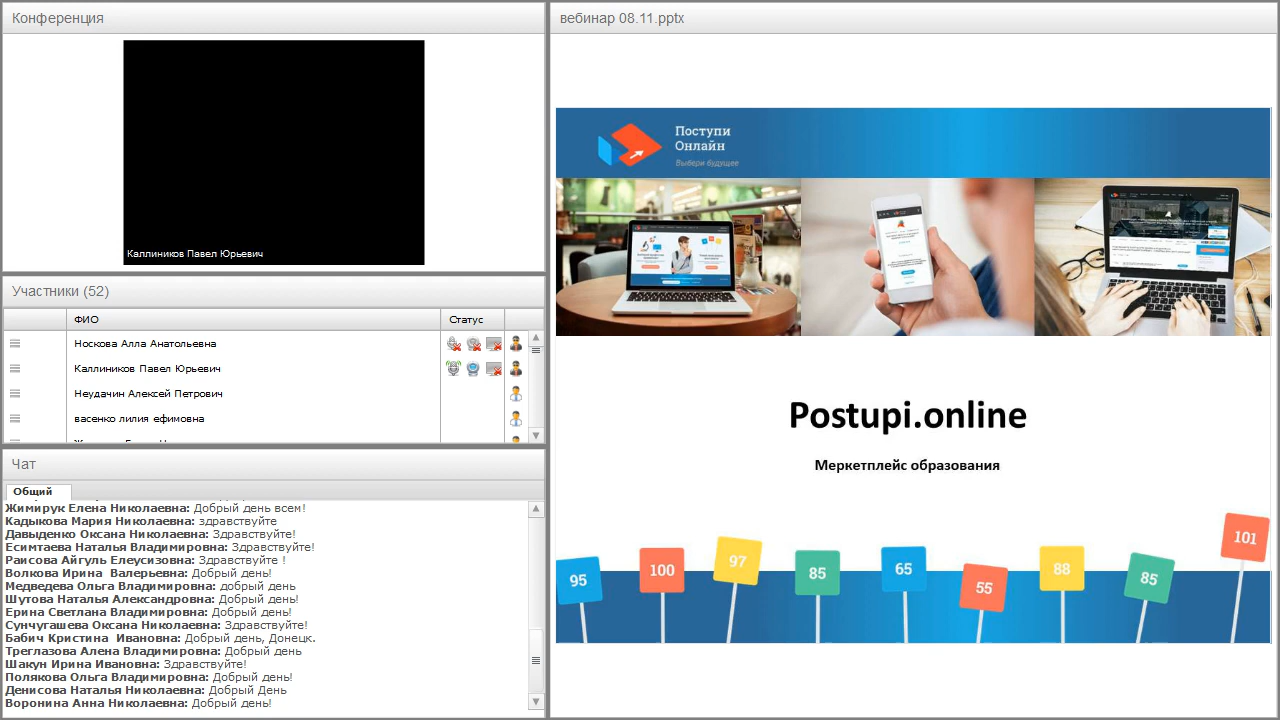 Конференция
Каллиников Павел Юрьевич
Участники (52)
ФИО
Статус
Носкова Алла Анатольевна
Каллиников Павел Юрьевич
Неудачин Алексей Петрович
васенко лилия ефимовна
Чат
Общий
Жимирук Елена Николаевна: Добрый день всем!
Кадыкова Мария Николаевна: здравствуйте
Давыденко Оксана Николаевна: Здравствуйте!
Есимтаева Наталья Владимировна: Здравствуйте!
Раисова Айгуль Елеусизовна: Здравствуйте !
Волкова Ирина  Валерьевна: Добрый день!
Медведева Ольга Владимировна: добрый день
Шутова Наталья Александровна: Добрый день!
Ерина Светлана Владимировна: Добрый день!
Сунчугашева Оксана Николаевна: Здравствуйте!
Бабич Кристина  Ивановна: Добрый день, Донецк.
Треглазова Алена Владимировна: Добрый день
Шакун Ирина Ивановна: Здравствуйте!
Полякова Ольга Владимировна: Добрый день!
Денисова Наталья Николаевна: Добрый День
Воронина Анна Николаевна: Добрый день!
вебинар 08.11.pptx
Поступи
Онлайн
Выбери будущее
Postupi.online
Меркетплейс образования
95
100
97
85
65
55
88
85
101